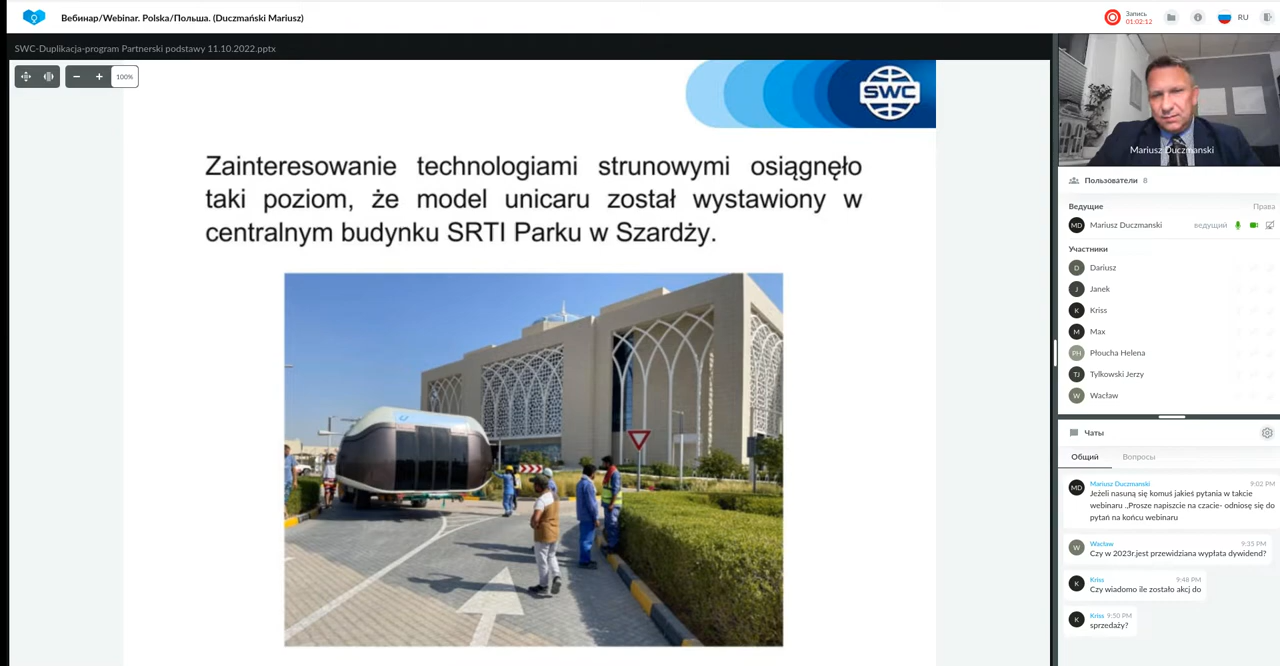 Вебинар/Webinar. Polska/Польша. (Duczmański Mariusz)
Запись
01:02:12
RU
SWC-Duplikacja-program Partnerski podstawy 11.10.2022.pptx
100%
SWC
Zainteresowanie technologiami strunowymi osiągnęło
taki poziom, że model unicaru został wystawiony w
centralnym budynku SRTI Parku w Szardży.
Mariusz Duczmanski
Пользователи 8
Ведущие Права
MD Mariusz Duczmanski ведущий
Участники
D Dariusz
J Janek
K Kriss
M Max
PH Płoucha Helena
TJ Tylkowski Jerzy
W Wacław
Чаты
Общий Вопросы
MD Mariusz Duczmanski 9:02 PM
Jeżeli nasuną się komuś jakieś pytania w takcie
webinaru ,,Prosze napiszcie na czacie- odniosę się do
pytań na końcu webinaru
W Wacław 9:35 PM
Czy w 2023r.jest przewidziana wypłata dywidend?
K Kriss 9:48 PM
Czy wiadomo ile zostało akcj do
K Kriss 9:50 PM
sprzedaży?